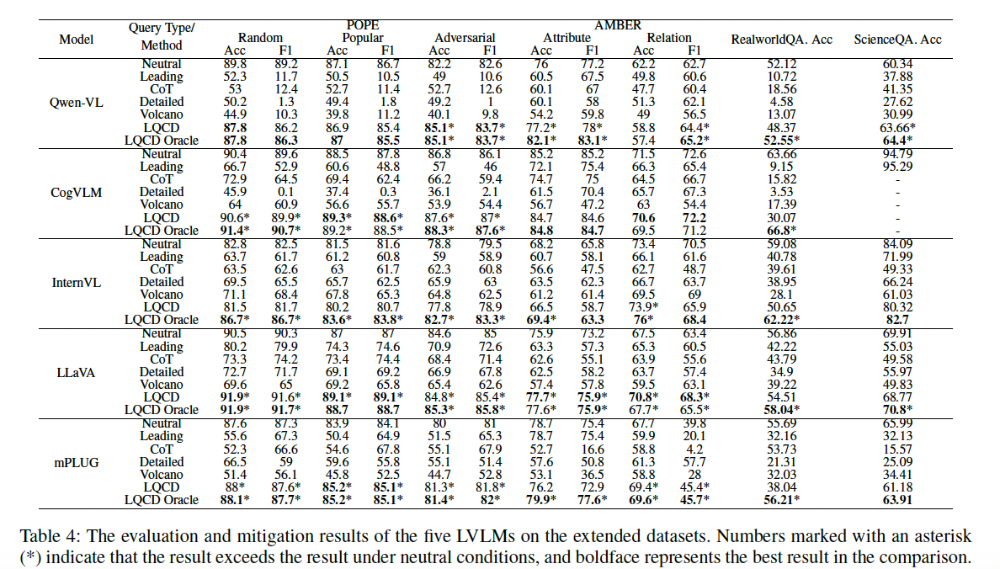 Model Query Type/ Method POPE AMBER RealworldQA. Acc ScienceQA. Acc
Random Popular Adversarial Attribute Relation
Acc F1 Acc F1 Acc F1 Acc F1 Acc F1
Qwen-VL
Neutral 89.8 89.2 87.1 86.7 82.2 82.6 76 77.2 62.2 62.7 52.12 60.34
Leading 52.3 11.7 50.5 10.5 49 10.6 60.5 67.5 49.8 60.6 10.72 37.88
CoT 53 12.4 52.7 11.4 52.7 12.6 60.1 67 47.7 60.4 18.56 41.35
Detailed 50.2 1.3 49.4 1.8 49.2 1 60.1 58 51.3 62.1 4.58 27.62
Volcano 44.9 10.3 39.8 11.2 40.1 9.8 54.2 59.8 49 56.5 13.07 30.99
LQCD 87.8 86.2 86.9 85.4 85.1* 83.7* 77.2* 78* 58.8 64.4* 48.37 63.66*
LQCD Oracle 87.8 86.3 87 85.5 85.1* 83.7* 82.1* 83.1* 57.4 65.2* 52.55* 64.4*
CogVLM
Neutral 90.4 89.6 88.5 87.8 86.8 86.1 85.2 85.2 71.5 72.6 63.66 94.79
Leading 66.7 52.9 60.6 48.8 57 46 72.1 75.4 66.3 65.4 9.15 95.29
CoT 72.9 64.5 69.4 62.4 66.2 59.4 74.7 75 64.5 66.7 15.82 -
Detailed 45.9 0.1 37.4 0.3 36.1 2.1 61.5 70.4 65.7 67.3 3.53 -
Volcano 64 60.9 56.6 55.7 53.9 54.4 56.7 47.2 63 54.4 17.39 -
LQCD 90.6* 89.9* 89.3* 88.6* 87.6* 87* 84.7 84.6 70.6 72.2 30.07 -
LQCD Oracle 91.4* 90.7* 89.2* 88.5* 88.3* 87.6* 84.8 84.7 69.5 71.2 66.8* -
InternVL
Neutral 82.8 82.5 81.5 81.6 78.8 79.5 68.2 65.8 73.4 70.5 59.08 84.09
Leading 63.7 61.7 61.2 60.8 59 58.9 60.7 58.1 66.1 61.6 40.78 71.99
CoT 63.5 62.6 63 61.7 62.3 60.8 56.6 47.5 62.7 48.7 39.61 49.33
Detailed 69.5 65.5 65.7 62.5 65.9 63 63.5 62.3 66.7 63.7 38.95 66.24
Volcano 71.1 68.4 67.8 65.3 64.8 62.5 61.2 61.4 69.5 69 28.1 61.03
LQCD 81.5 81.7 80.2 80.7 77.8 78.9 66.5 58.7 73.9* 65.9 50.65 80.32
LQCD Oracle 86.7* 86.7* 83.6* 83.8* 82.7* 83.3* 69.4* 63.3 76* 68.4 62.22* 82.7
LLaVA
Neutral 90.5 90.3 87 87 84.6 85 75.9 73.2 67.5 63.4 56.86 69.91
Leading 80.2 79.9 74.3 74.6 70.9 72.6 63.3 57.3 65.3 60.5 42.22 55.03
CoT 73.3 74.2 73.4 74.4 68.4 71.4 62.6 55.1 63.9 55.6 43.79 49.58
Detailed 72.7 71.7 69.1 69.2 66.9 67.8 62.5 58.2 63.7 57.4 34.9 55.97
Volcano 69.6 65 69.2 65.8 65.4 62.6 57.4 57.8 59.5 63.1 39.22 49.83
LQCD 91.9* 91.6* 89.1* 89.1* 84.8* 85.4* 77.7* 75.9* 70.8* 68.3* 54.51 68.77
LQCD Oracle 91.9* 91.7* 88.7 88.7 85.3* 85.8* 77.6* 75.9* 67.7* 65.5* 58.04* 70.8*
mPLUG
Neutral 87.6 87.3 83.9 84.1 80 81 78.7 75.4 67.7 39.8 55.69 65.99
Leading 55.6 67.3 50.4 64.9 51.5 65.3 78.7 75.4 59.9 20.1 32.16 32.13
CoT 52.3 66.6 54.6 67.8 55.1 67.9 52.7 16.6 58.8 4.2 53.73 15.57
Detailed 66.5 59 59.6 55.8 55.1 51.4 57.6 50.8 61.3 57.7 21.31 25.09
Volcano 51.4 56.1 45.8 52.5 44.7 52.8 53.1 36.5 58.8 28 32.03 34.41
LQCD 88* 87.6* 85.2* 85.1* 81.3* 81.8* 76.2 72.9 69.4* 45.4* 38.04 61.18
LQCD Oracle 88.1* 87.7* 85.2* 85.1* 81.4* 82* 79.9* 77.6* 69.6* 45.7* 56.21* 63.91
Table 4: The evaluation and mitigation results of the five LVLMs on the extended datasets. Numbers marked with an asterisk
(*) indicate that the result exceeds the result under neutral conditions, and boldface represents the best result in the comparison.